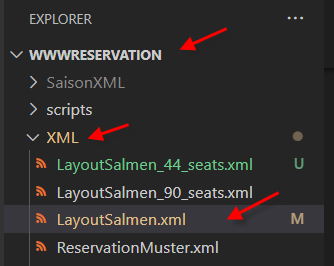 EXPLORER ...
WWWRESERVATION
SaisonXML
scripts
XML
LayoutSalmen_44_seats.xml U
LayoutSalmen_90_seats.xml
LayoutSalmen.xml M
ReservationMuster.xml